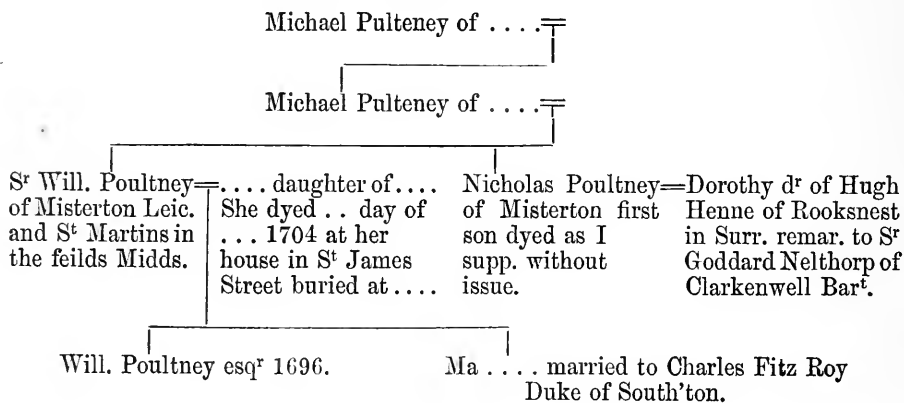 Michael Pulteney of . . . .
Michael Pulteney of . . . .
Sʳ Will. Poultney=
of Misterton Leic.
and Sᵗ Martins in
the feilds Midds.
. . . . daughter of . . . .
She dyed . . day of
. . . 1704 at her
house in Sᵗ James
Street buried at . . . .
Nicholas Poultney=
of Misterton first
son dyed as I
supp. without
issue.
Dorothy dʳ of Hugh
Henne of Rooksnest
in Surr. remar. to Sʳ
Goddard Nelthorp of
Clarkenwell Barᵗ.
Will. Poultney esqʳ 1696.
Ma . . . . married to Charles Fitz Roy
Duke of South'ton.